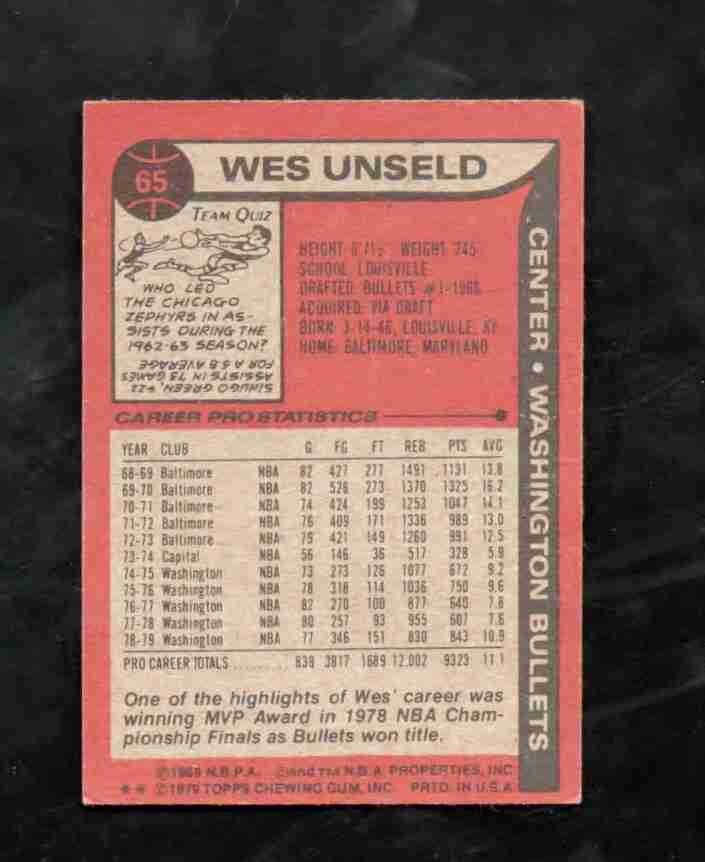 65
WES UNSELD
TEAM QUIZ
WHO LED
THE CHICAGO
ZEPHYRS IN AS-
SISTS DURING THE
1962-63 SEASON?
SIHUGO GREEN, #22
ASSISTS IN 73 GAMES
FOR A 5.8 AVERAGE
HEIGHT WEIGHT 245
SCHOOL: LOUISVILLE
DRAFTED: BULLETS #1-1968
ACQUIRED: VIA DRAFT
BORN: 3-14-46, LOUISVILLE, KY
HOME: BALTIMORE, MARYLAND
CENTER • WASHINGTON BULLETS
CAREER PRO STATISTICS
YEAR CLUB G FG FT REB PTS AVG
68-69 Baltimore NBA 82 427 277 1491 1131 13.8
69-70 Baltimore NBA 82 526 273 1370 1325 16.2
70-71 Baltimore NBA 74 424 199 1253 1047 14.1
71-72 Baltimore NBA 76 409 171 1336 989 13.0
72-73 Baltimore NBA 79 421 149 1260 991 12.5
73-74 Capital NBA 56 146 36 517 328 5.9
74-75 Washington NBA 73 273 126 1077 672 9.2
75-76 Washington NBA 78 318 114 1036 750 9.6
76-77 Washington NBA 82 270 100 877 640 7.8
77-78 Washington NBA 80 257 93 955 607 7.6
78-79 Washington NBA 77 346 151 830 843 10.9
PRO CAREER TOTALS ........ 839 3817 1689 12,002 9323 11.1
One of the highlights of Wes' career was
winning MVP Award in 1978 NBA Cham-
pionship Finals as Bullets won title.
N.B.P.A. © and TM N.B.A. PROPERTIES, INC.
** © 1979 TOPPS CHEWING GUM, INC. PRTD. IN U.S.A.